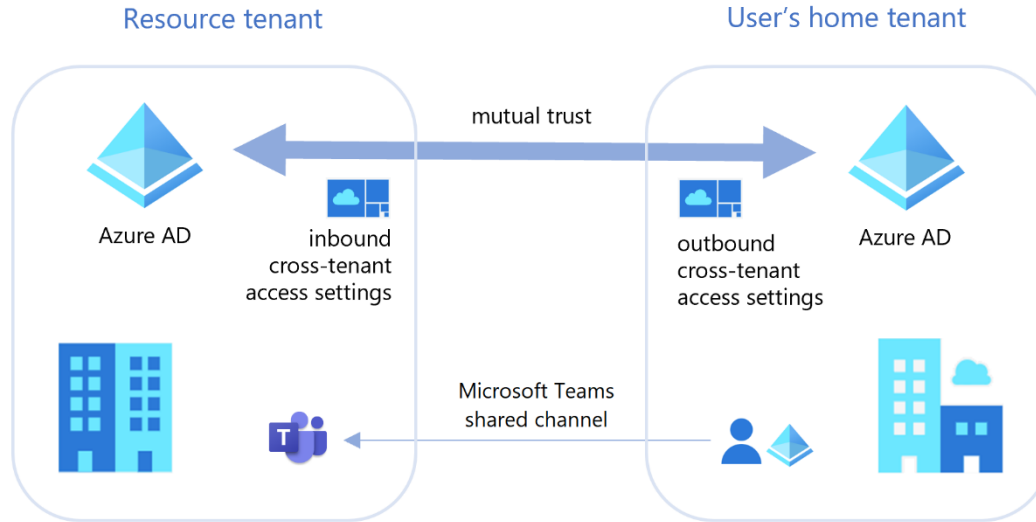 Resource tenant
User’s home tenant
mutual trust
Azure AD
inbound
cross-tenant
access settings
outbound
cross-tenant
access settings
Azure AD
Microsoft Teams
shared channel
T